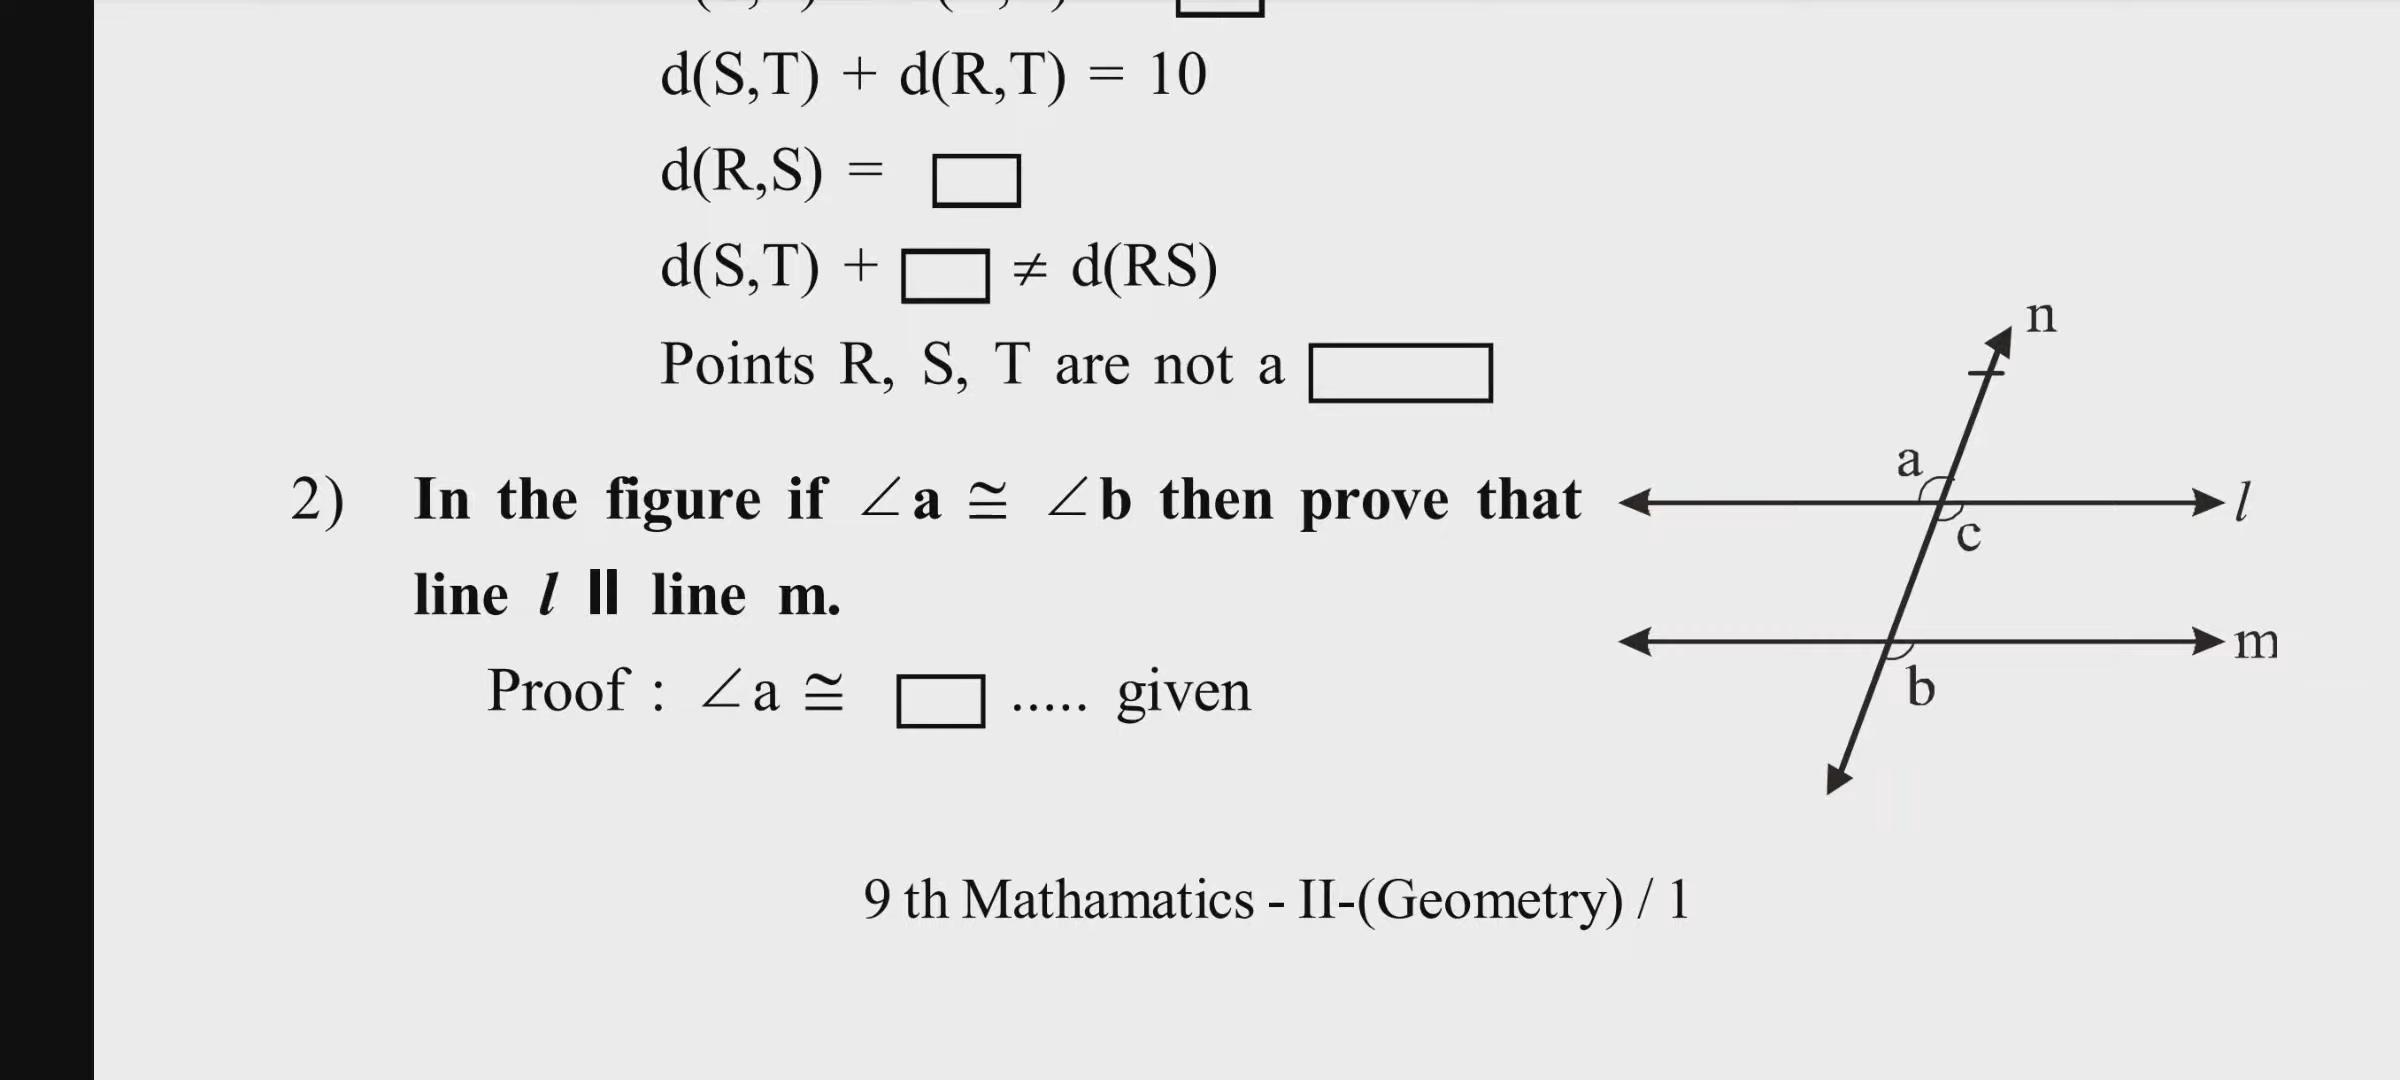 d(S,T) + d(R,T) = 10
d(R,S) = □
d(S,T) + □ ≠ d(RS)
Points R, S, T are not a □
2) In the figure if ∠a ≅ ∠b then prove that
line l || line m.
Proof : ∠a ≅ □ ..... given
n
a
l
c
m
b
9 th Mathamatics - II-(Geometry) / 1